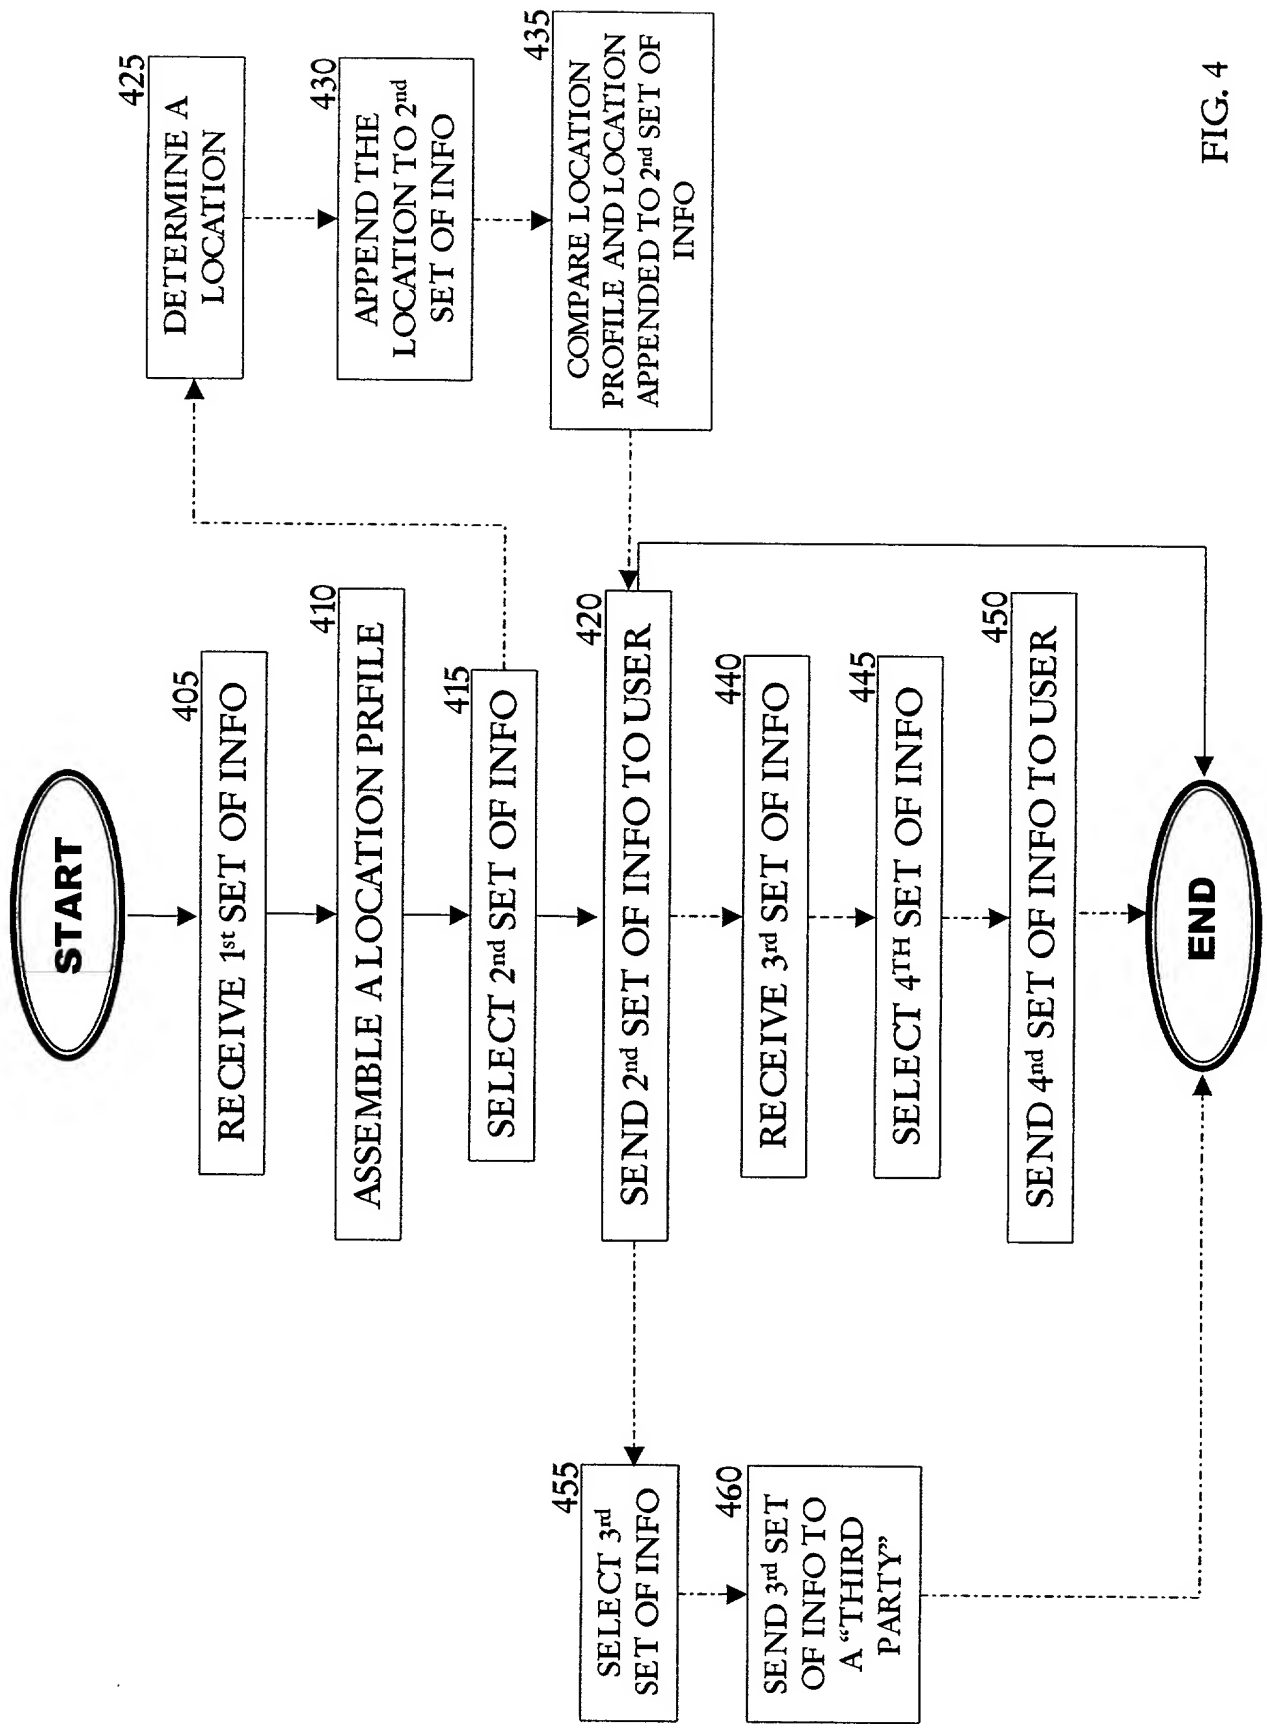 START
405
RECEIVE 1st SET OF INFO
410
ASSEMBLE A LOCATION PRFILE
415
SELECT 2nd SET OF INFO
420
SEND 2nd SET OF INFO TO USER
425
DETERMINE A
LOCATION
430
APPEND THE
LOCATION TO 2nd
SET OF INFO
435
COMPARE LOCATION
PROFILE AND LOCATION
APPENDED TO 2nd SET OF
INFO
440
RECEIVE 3rd SET OF INFO
445
SELECT 4TH SET OF INFO
450
SEND 4nd SET OF INFO TO USER
455
SELECT 3rd
SET OF INFO
460
SEND 3rd SET
OF INFO TO
A “THIRD
PARTY”
END
FIG. 4